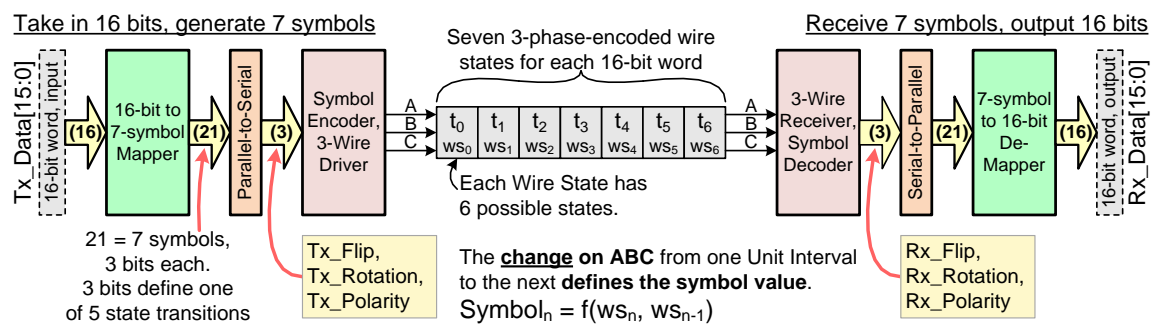 Take in 16 bits, generate 7 symbols
Receive 7 symbols, output 16 bits
Tx_Data[15:0]
16-bit word, input
(16)
16-bit to
7-symbol
Mapper
(21)
Parallel-to-Serial
(3)
Symbol
Encoder,
3-Wire
Driver
Seven 3-phase-encoded wire
states for each 16-bit word
A
B
C
t0 t1 t2 t3 t4 t5 t6
ws0 ws1 ws2 ws3 ws4 ws5 ws6
A
B
C
3-Wire
Receiver,
Symbol
Decoder
(3)
Serial-to-Parallel
(21)
7-symbol
to 16-bit
De-
Mapper
(16)
16-bit word, output
Rx_Data[15:0]
Each Wire State has
6 possible states.
21 = 7 symbols,
3 bits each.
3 bits define one
of 5 state transitions
Tx_Flip,
Tx_Rotation,
Tx_Polarity
The change on ABC from one Unit Interval
to the next defines the symbol value.
Symboln = f(wsn, wsn-1)
Rx_Flip,
Rx_Rotation,
Rx_Polarity